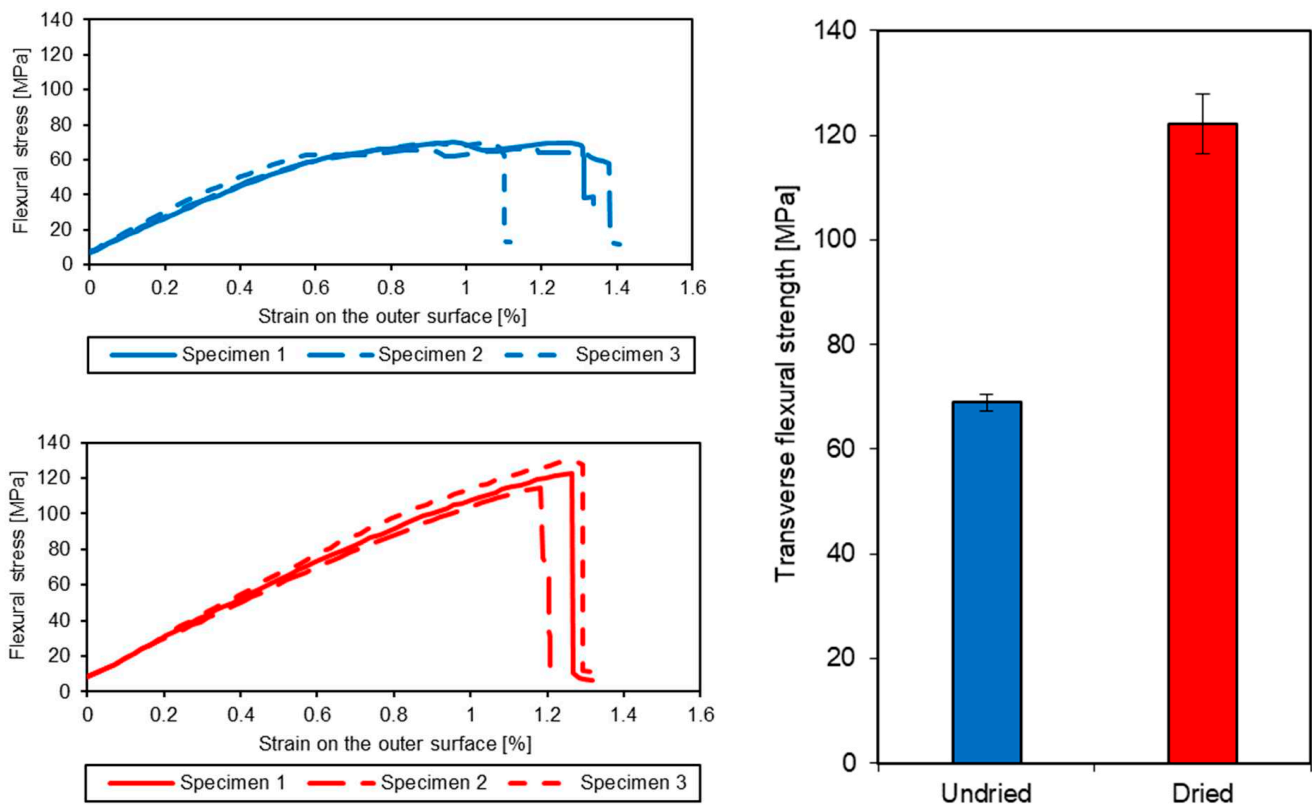 Flexural stress [MPa]
140
120
100
80
60
40
20
0
0 0.2 0.4 0.6 0.8 1 1.2 1.4 1.6
Strain on the outer surface [%]
Specimen 1 Specimen 2 Specimen 3
Flexural stress [MPa]
140
120
100
80
60
40
20
0
0 0.2 0.4 0.6 0.8 1 1.2 1.4 1.6
Strain on the outer surface [%]
Specimen 1 Specimen 2 Specimen 3
Transverse flexural strength [MPa]
140
120
100
80
60
40
20
0
Undried Dried